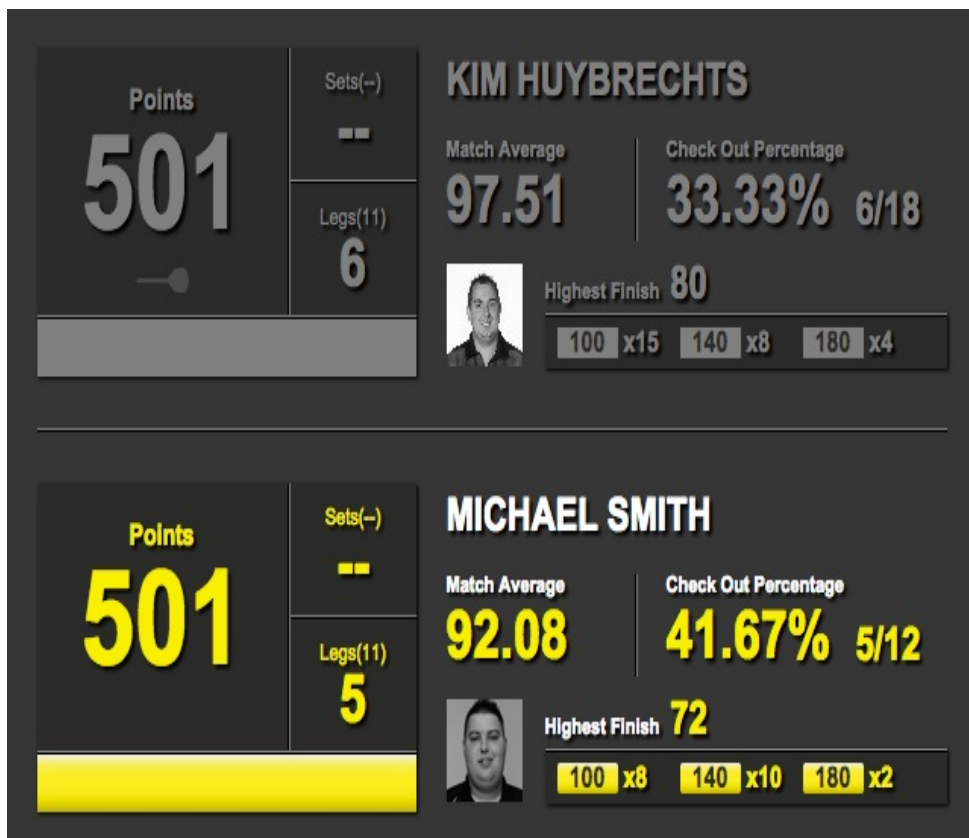 KIM HUYBRECHTS
Points
501
Sets(--)
--
Legs(11)
6
Match Average
97.51
Check Out Percentage
33.33% 6/18
Highest Finish 80
100 x15 140 x8 180 x4
MICHAEL SMITH
Points
501
Sets(--)
--
Legs(11)
5
Match Average
92.08
Check Out Percentage
41.67% 5/12
Highest Finish 72
100 x8 140 x10 180 x2